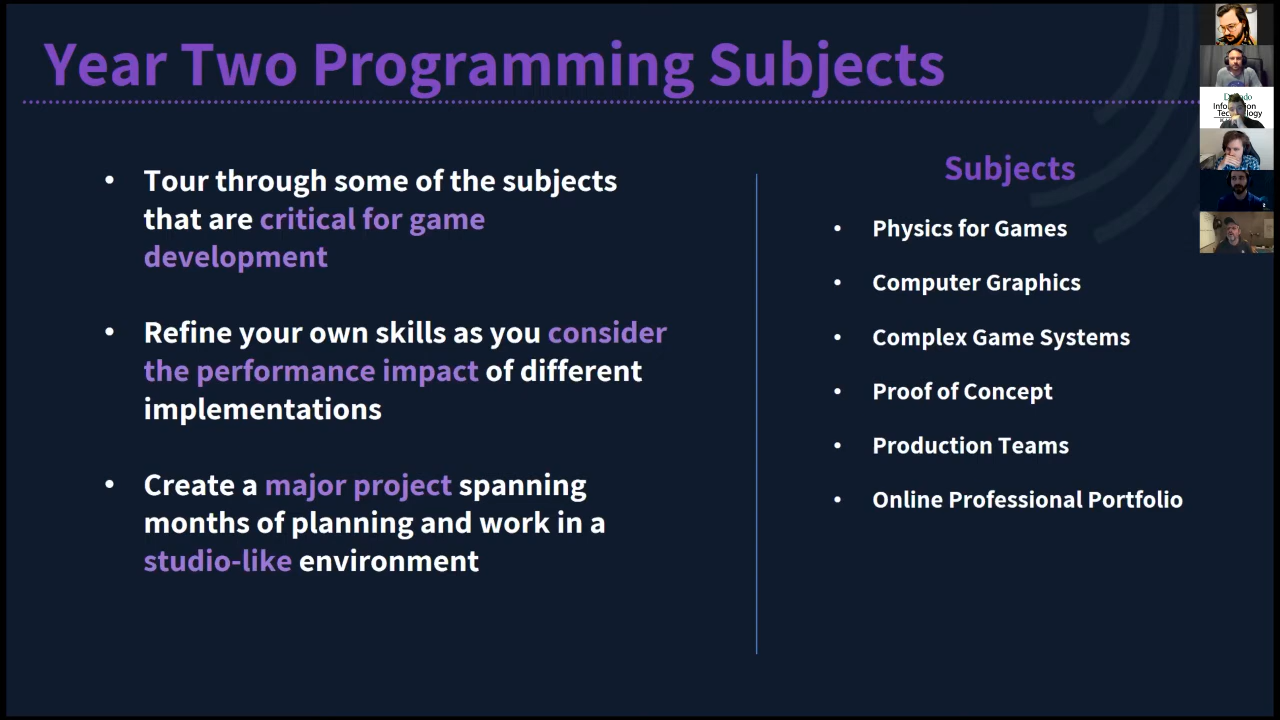 Year Two Programming Subjects
• Tour through some of the subjects
that are critical for game
development
• Refine your own skills as you consider
the performance impact of different
implementations
• Create a major project spanning
months of planning and work in a
studio-like environment
Subjects
• Physics for Games
• Computer Graphics
• Complex Game Systems
• Proof of Concept
• Production Teams
• Online Professional Portfolio